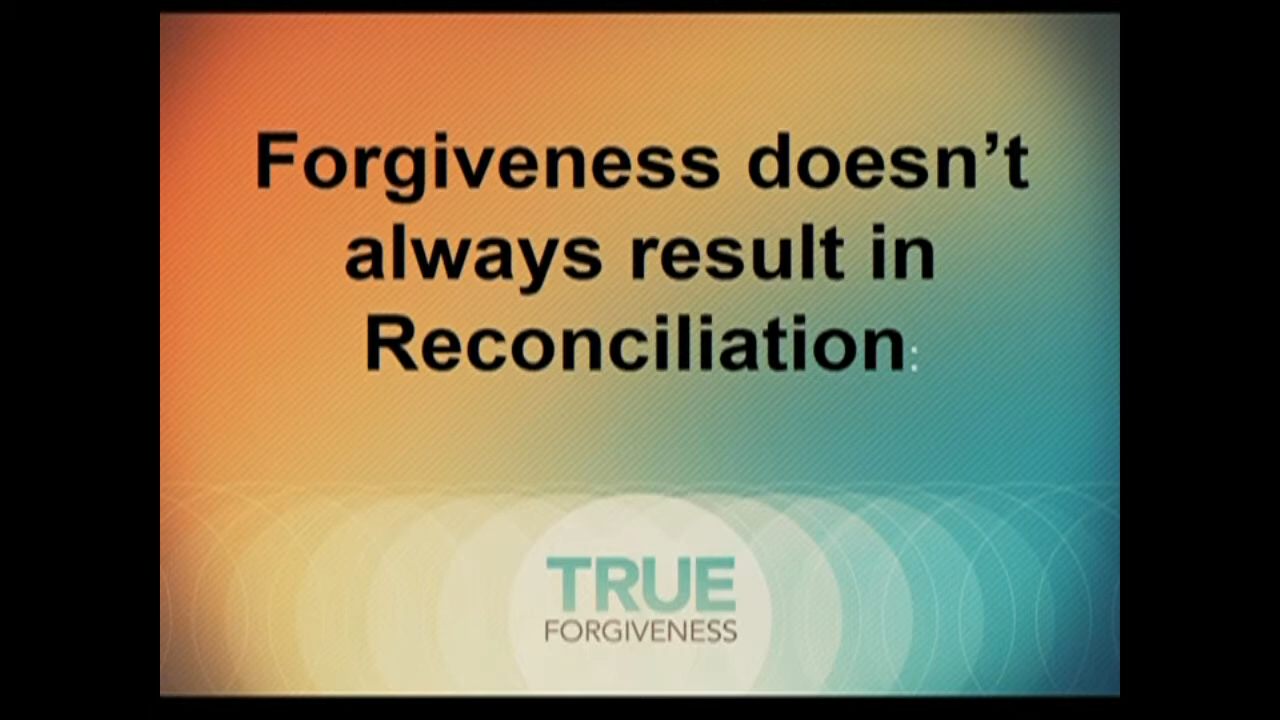 Forgiveness doesn’t
always result in
Reconciliation:
TRUE
FORGIVENESS